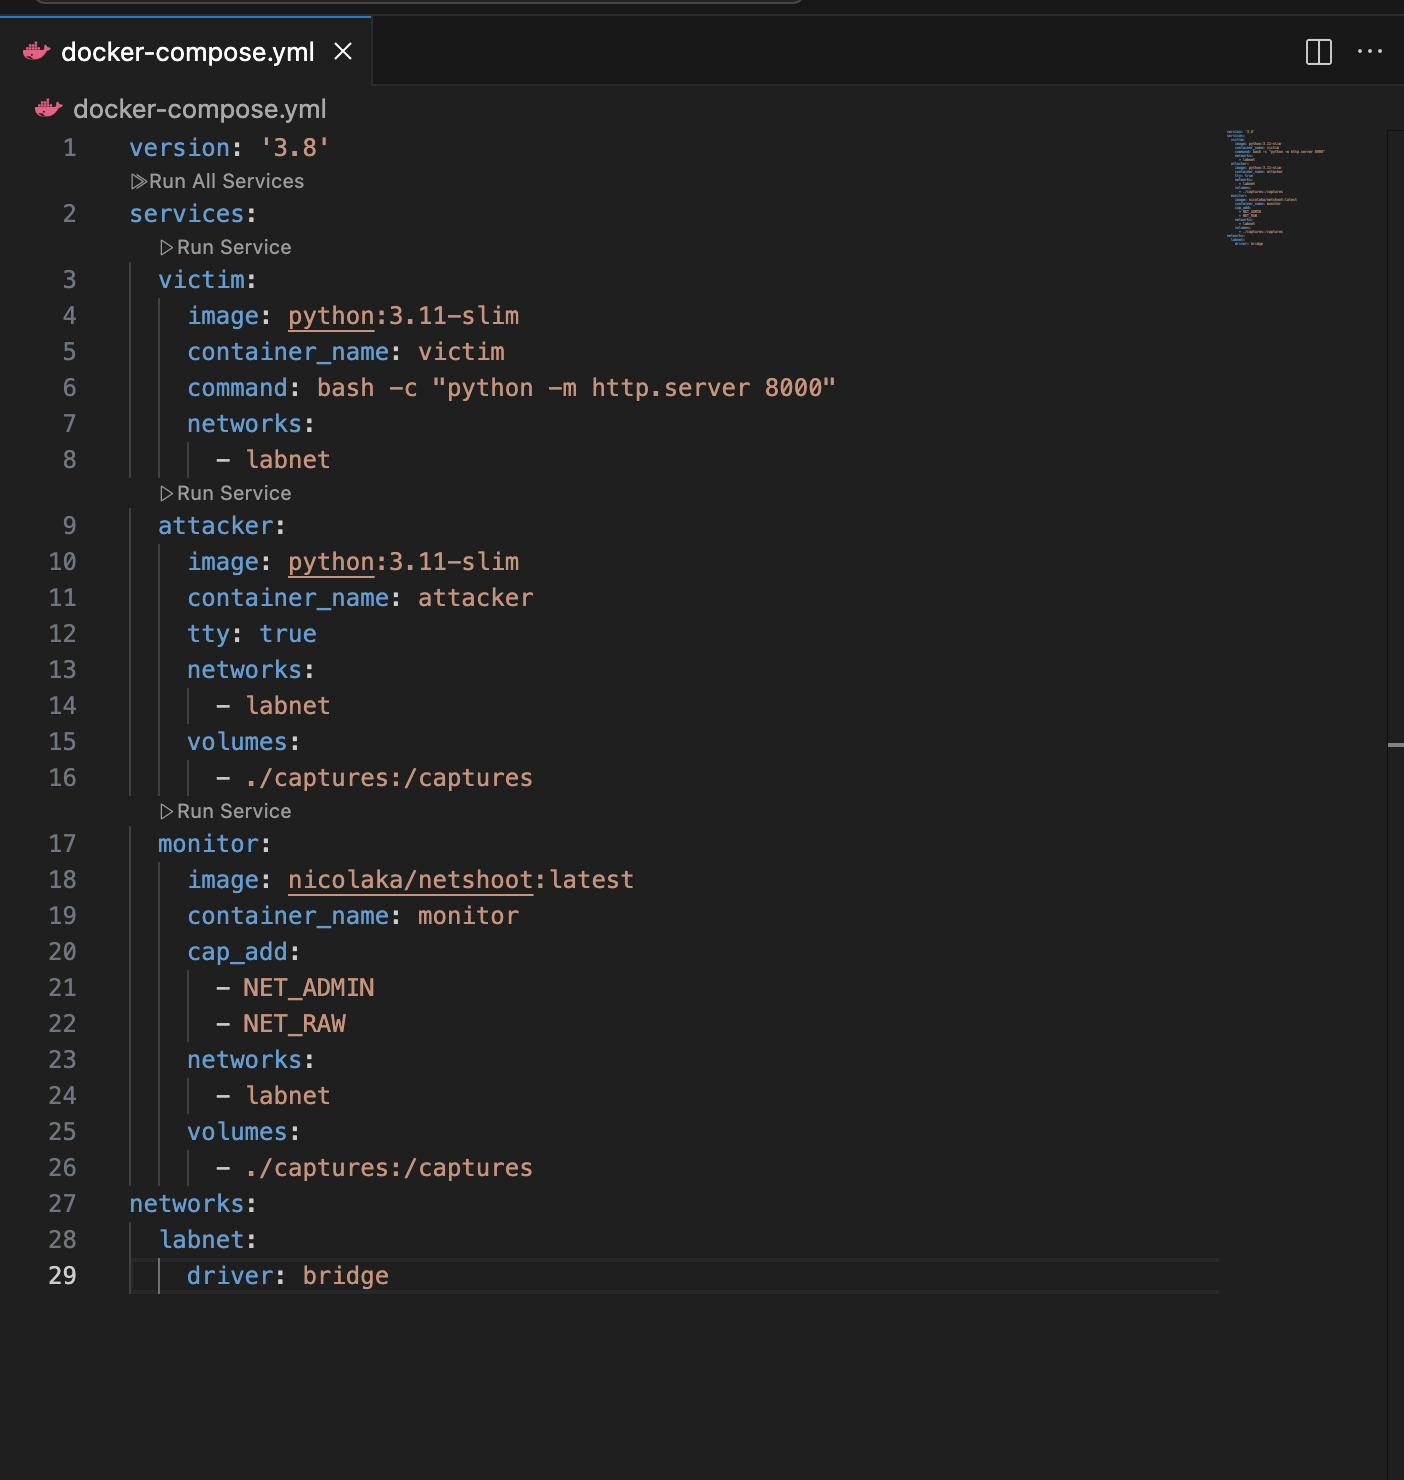 docker-compose.yml
docker-compose.yml
1 version: '3.8'
Run All Services
2 services:
Run Service
3   victim:
4     image: python:3.11-slim
5     container_name: victim
6     command: bash -c "python -m http.server 8000"
7     networks:
8       - labnet
Run Service
9   attacker:
10     image: python:3.11-slim
11     container_name: attacker
12     tty: true
13     networks:
14       - labnet
15     volumes:
16       - ./captures:/captures
Run Service
17   monitor:
18     image: nicolaka/netshoot:latest
19     container_name: monitor
20     cap_add:
21       - NET_ADMIN
22       - NET_RAW
23     networks:
24       - labnet
25     volumes:
26       - ./captures:/captures
27 networks:
28   labnet:
29     driver: bridge